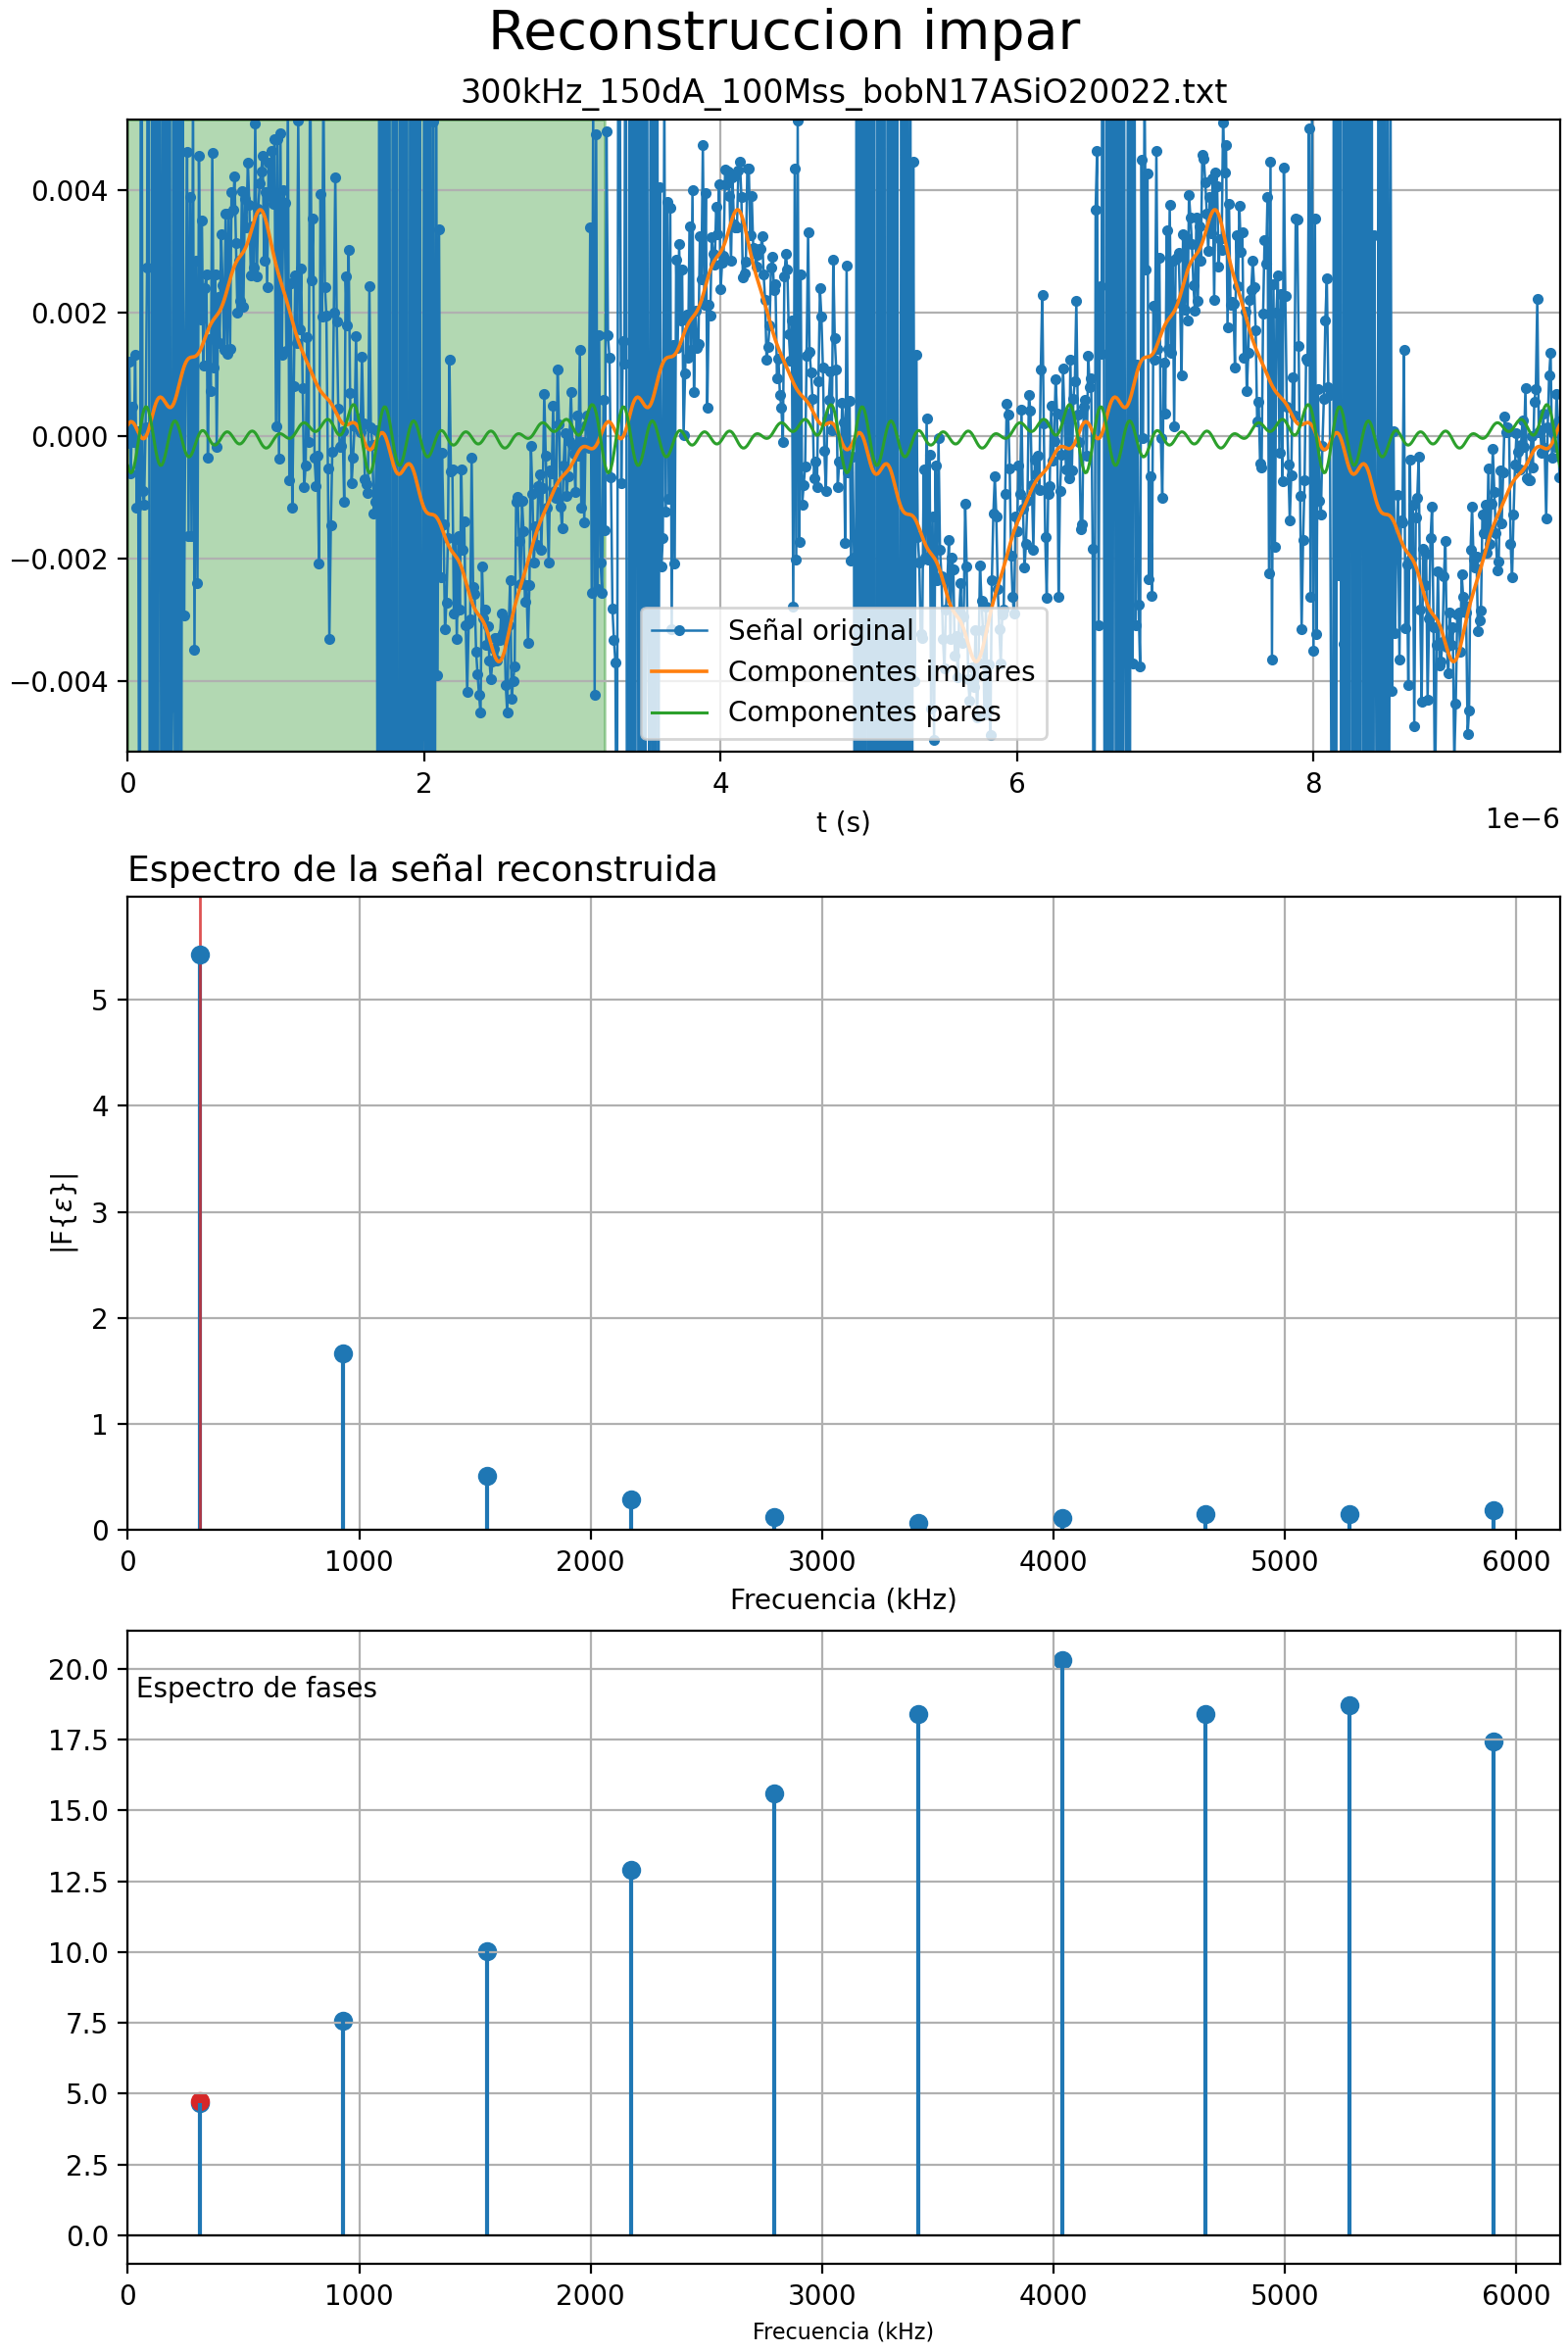 Reconstruccion impar
300kHz_150dA_100Mss_bobN17ASiO20022.txt
0.004
0.002
0.000
−0.002
−0.004
Señal original
Componentes impares
Componentes pares
0 2 4 6 8
1e−6
t (s)
Espectro de la señal reconstruida
5
4
3
2
1
0
|F{ε}|
0 1000 2000 3000 4000 5000 6000
Frecuencia (kHz)
Espectro de fases
20.0
17.5
15.0
12.5
10.0
7.5
5.0
2.5
0.0
0 1000 2000 3000 4000 5000 6000
Frecuencia (kHz)